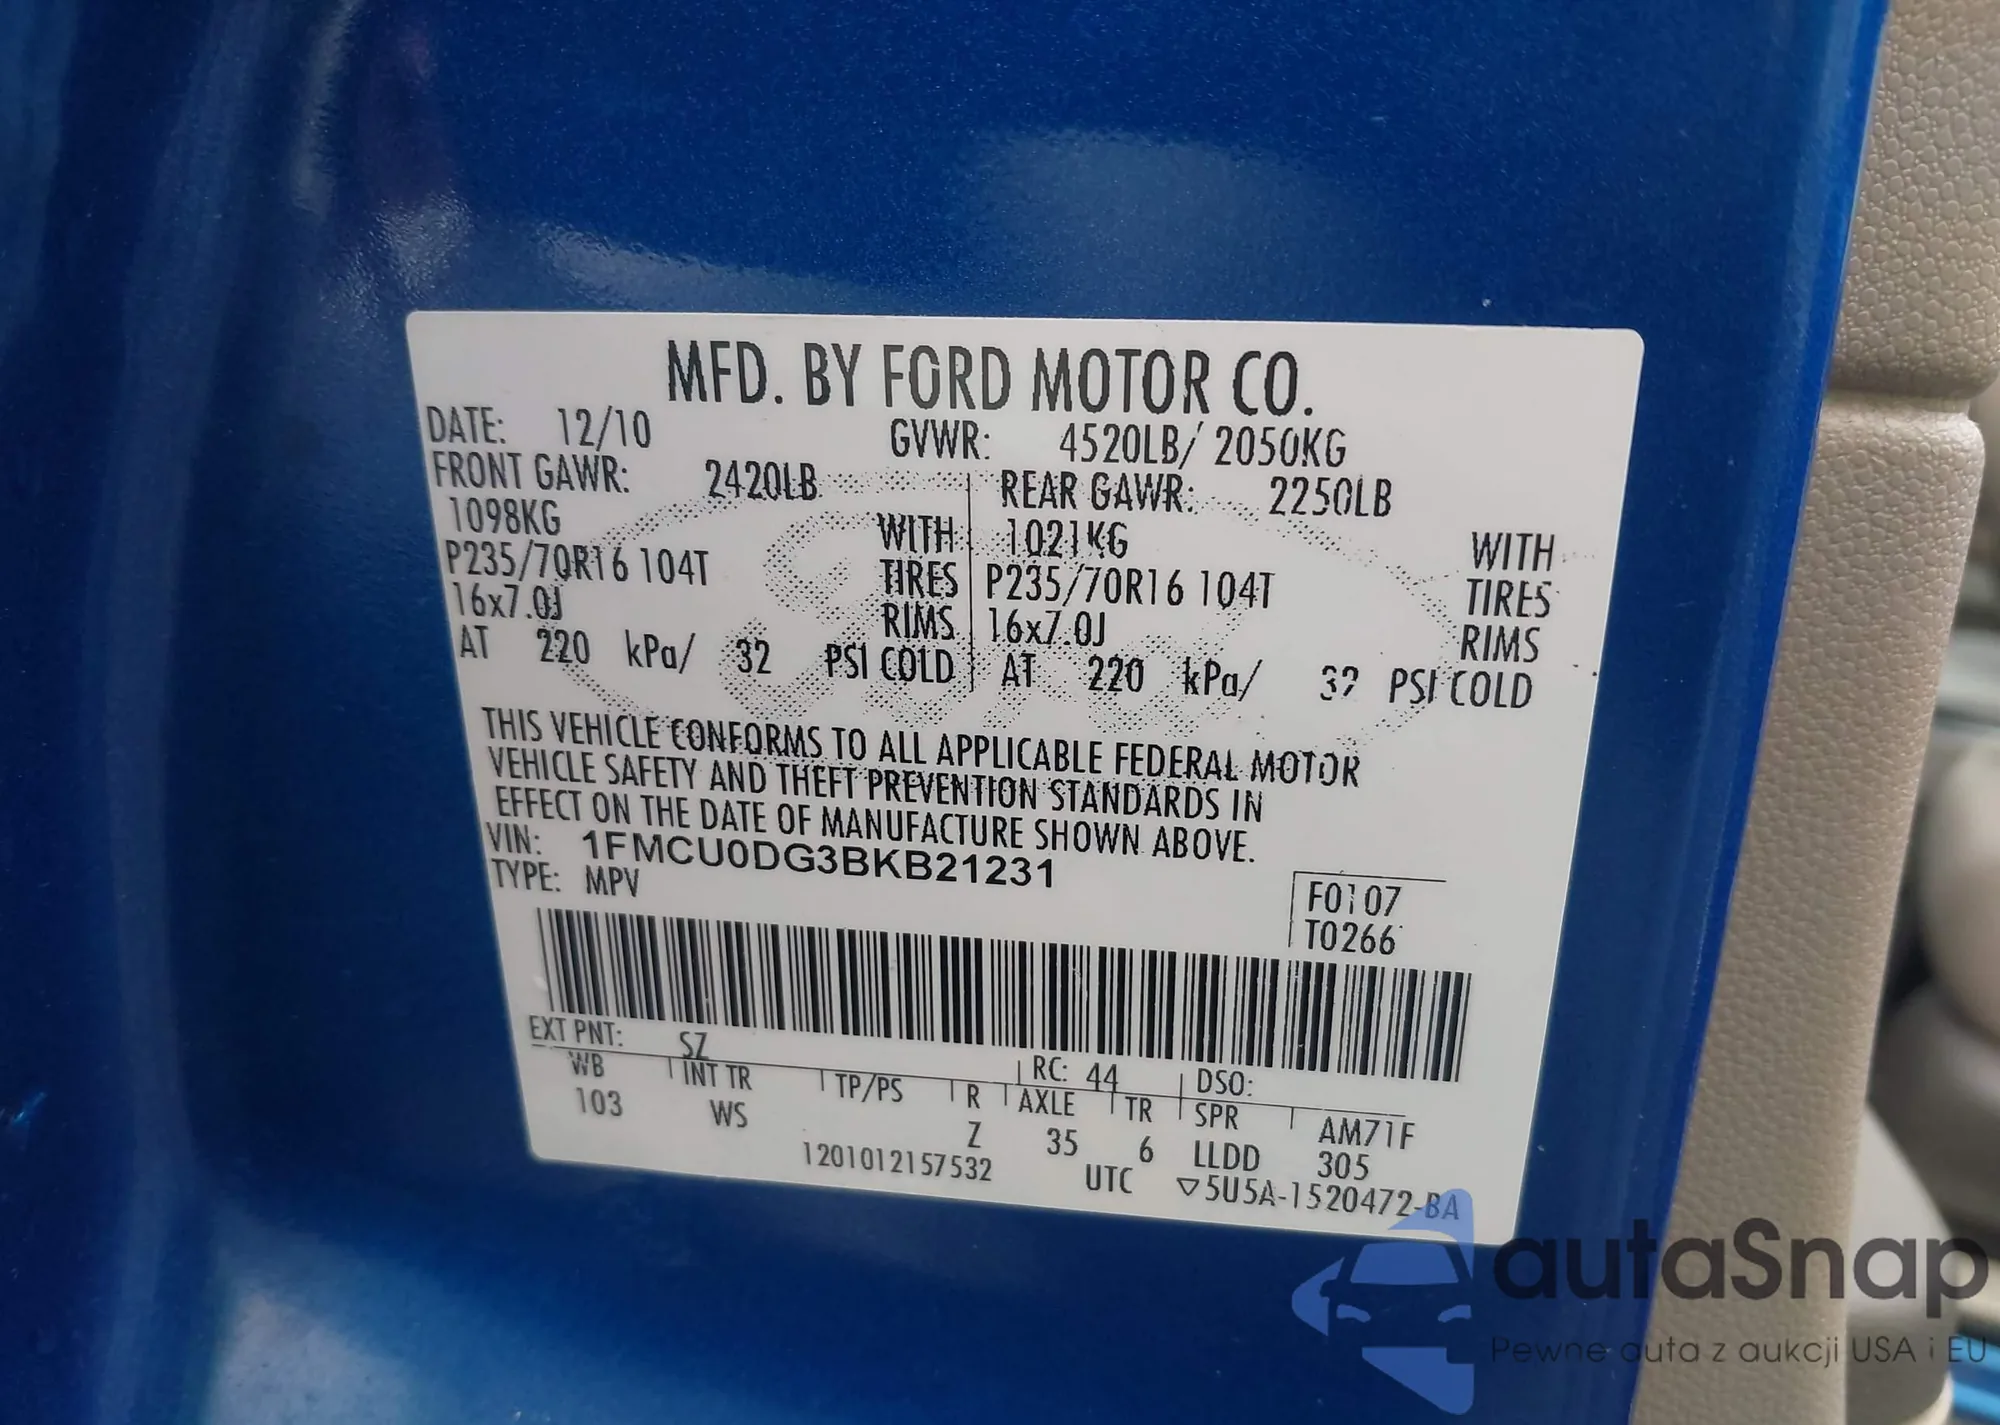 MFD. BY FORD MOTOR CO.
DATE: 12/10 GVWR: 4520LB/ 2050KG
FRONT GAWR: 2420LB REAR GAWR: 2250LB
1098KG WITH 1021KG WITH
P235/70R16 104T TIRES P235/70R16 104T TIRES
16x7.0J RIMS 16x7.0J RIMS
AT 220 kPa/ 32 PSI COLD AT 220 kPa/ 32 PSI COLD
THIS VEHICLE CONFORMS TO ALL APPLICABLE FEDERAL MOTOR
VEHICLE SAFETY AND THEFT PREVENTION STANDARDS IN
EFFECT ON THE DATE OF MANUFACTURE SHOWN ABOVE.
VIN: 1FMCU0DG3BKB21231
TYPE: MPV
F0107
T0266
EXT PNT: SZ RC: 44 DSO:
WB INT TR TP/PS R AXLE TR SPR AM71F
103 WS Z 35 6 LLDD 305
1201012157532 UTC ▽5U5A-1520472-BA
autaSnap
Pewne auta z aukcji USA i EU